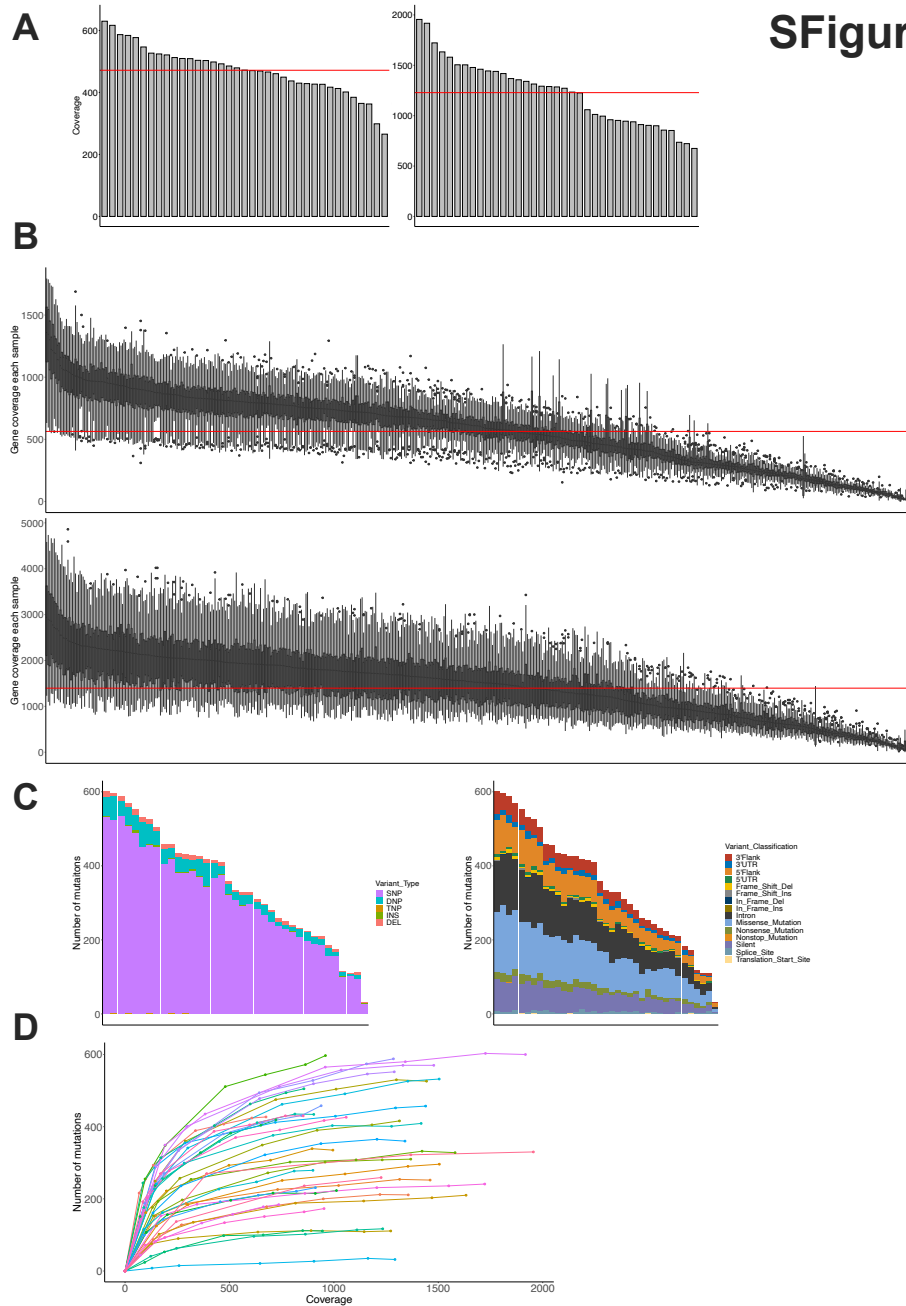 SFigur
A
Coverage
600
400
200
0
2000
1500
1000
500
0
B
Gene coverage each sample
1500
1000
500
0
Gene coverage each sample
5000
4000
3000
2000
1000
0
C
Number of mutaitons
600
400
200
0
Variant_Type
SNP
DNP
TNP
INS
DEL
Number of mutaitons
600
400
200
0
Variant_Classification
3'Flank
3'UTR
5'Flank
5'UTR
Frame_Shift_Del
Frame_Shift_Ins
In_Frame_Del
In_Frame_Ins
Intron
Missense_Mutation
Nonsense_Mutation
Nonstop_Mutation
Silent
Splice_Site
Translation_Start_Site
D
Number of mutations
600
400
200
0
0 500 1000 1500 2000
Coverage